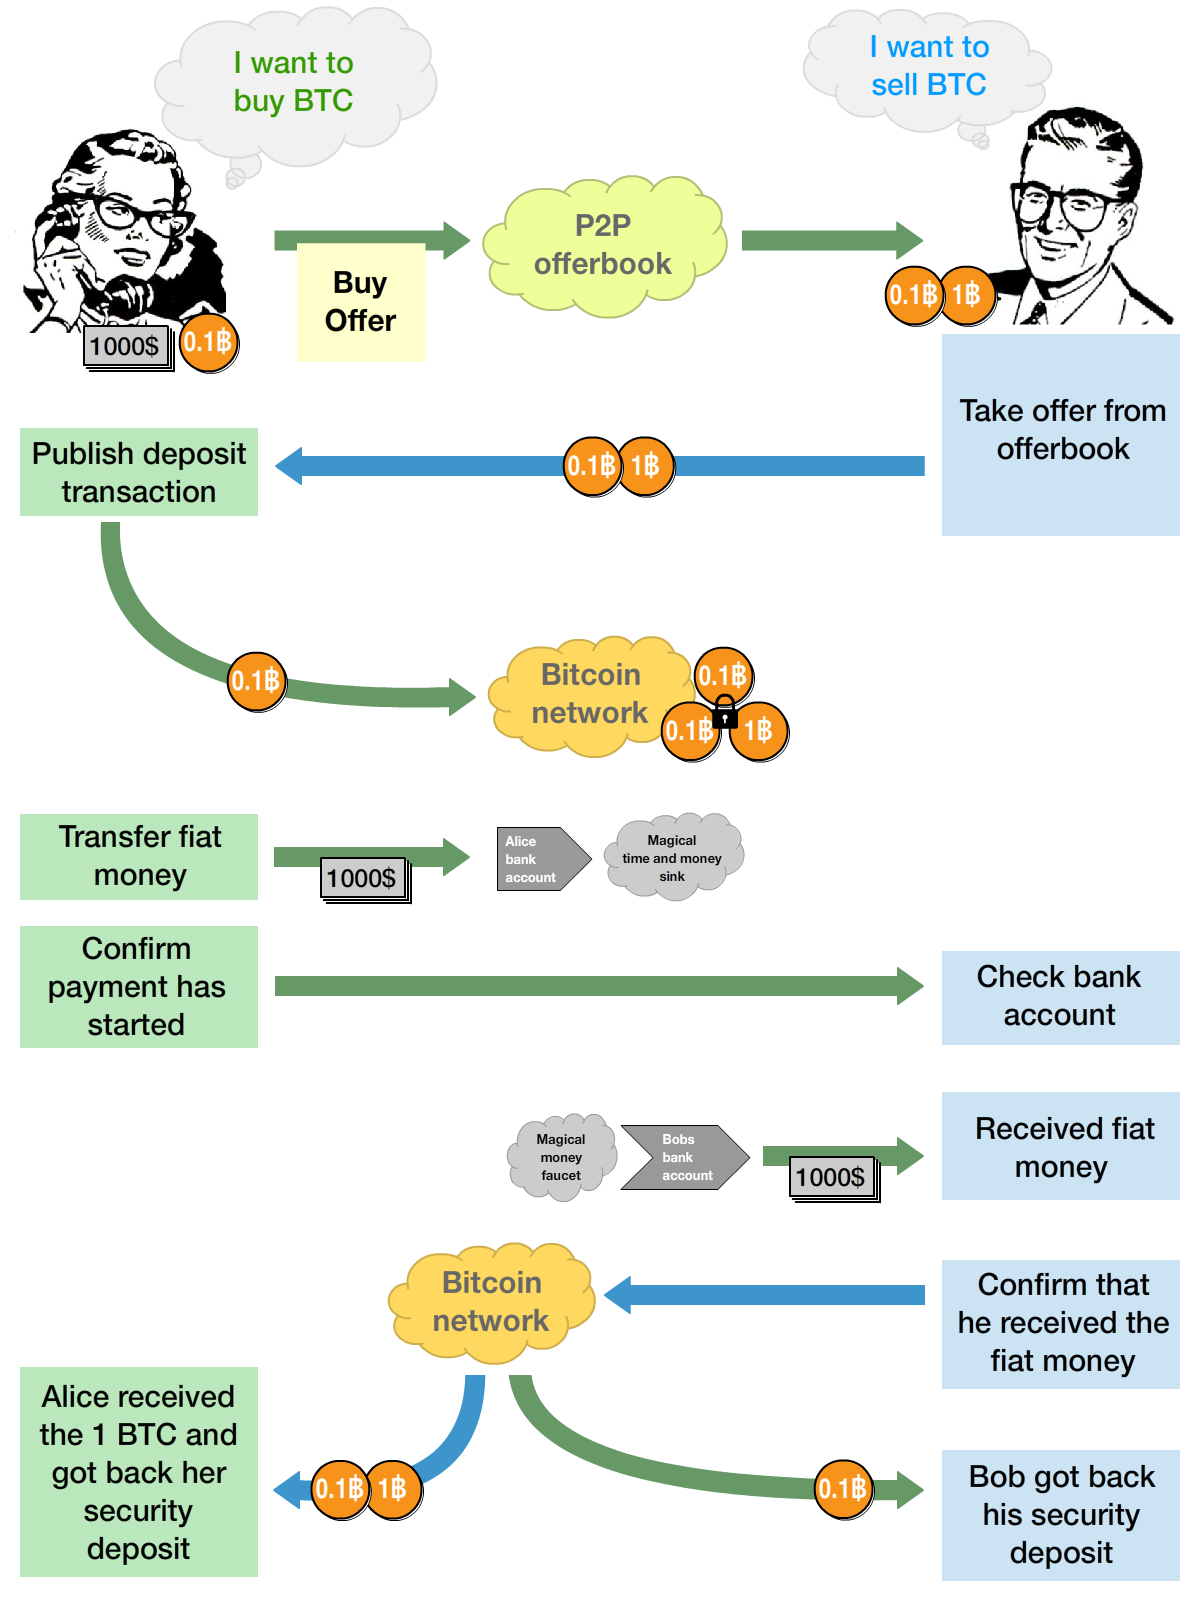 I want to
buy BTC
I want to
sell BTC
P2P
offerbook
Buy
Offer
1000$
0.1฿
0.1฿
1฿
Take offer from
offerbook
Publish deposit
transaction
0.1฿
1฿
0.1฿
Bitcoin
network
0.1฿
0.1฿
1฿
Transfer fiat
money
1000$
Alice
bank
account
Magical
time and money
sink
Confirm
payment has
started
Check bank
account
Magical
money
faucet
Bobs
bank
account
1000$
Received fiat
money
Bitcoin
network
Confirm that
he received the
fiat money
Alice received
the 1 BTC and
got back her
security
deposit
0.1฿
1฿
0.1฿
Bob got back
his security
deposit